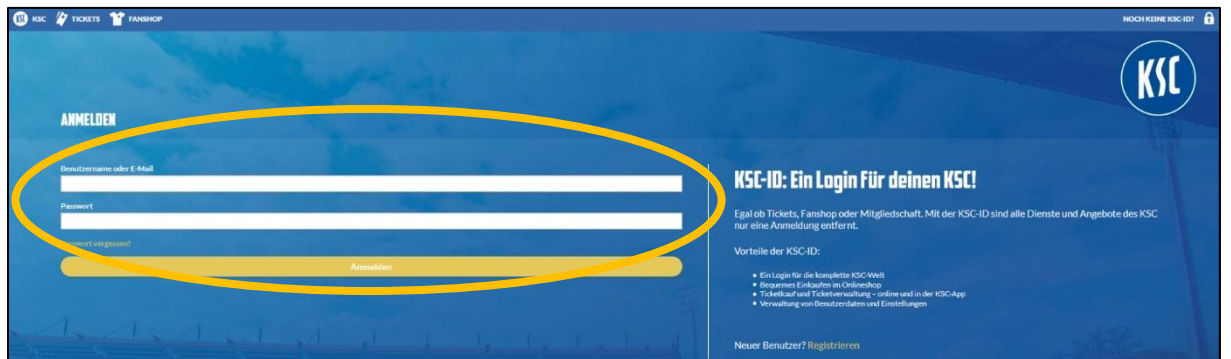 KSC TICKETS FANSHOP
NOCH KEINE KSC-ID?
KSC
ANMELDEN
Benutzername oder E-Mail
Passwort
Passwort vergessen?
Anmelden
KSC-ID: Ein Login für deinen KSC!
Egal ob Tickets, Fanshop oder Mitgliedschaft. Mit der KSC-ID sind alle Dienste und Angebote des KSC
nur eine Anmeldung entfernt.
Vorteile der KSC-ID:
• Ein Login für die komplette KSC-Welt
• Bequemes Einkaufen im Onlineshop
• Ticketkauf und Ticketverwaltung – online und in der KSC-App
• Verwaltung von Benutzerdaten und Einstellungen
Neuer Benutzer? Registrieren